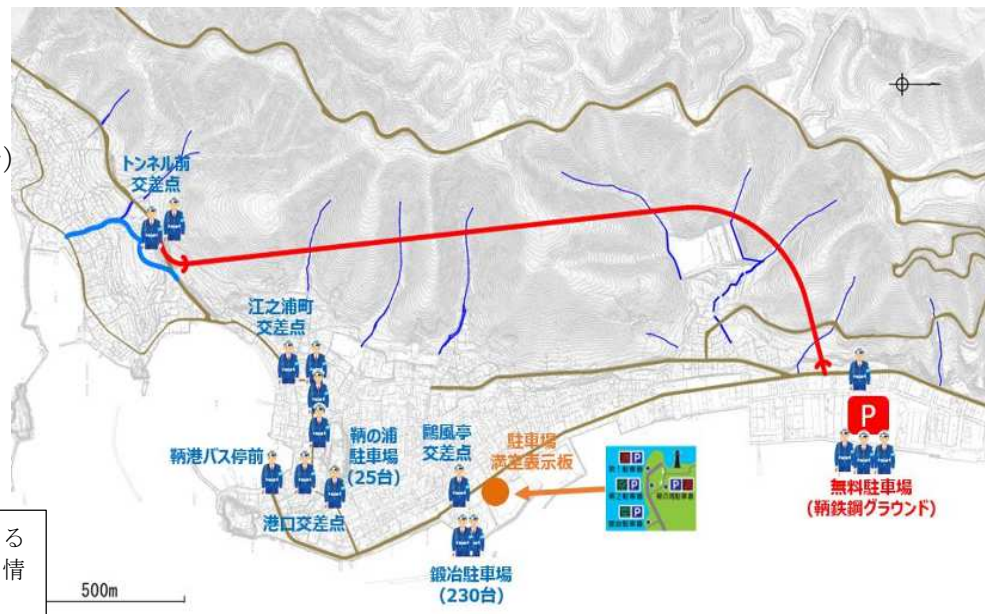 )
トンネル前
交差点
江之浦町
交差点
鞆の浦
駐車場
(25台)
鷗風亭
交差点
駐車場
満空表示板
P
鞆港バス停前
港口交差点
無料駐車場
(鞆鉄鋼グラウンド)
鍛冶駐車場
(230台)
る
情
500m